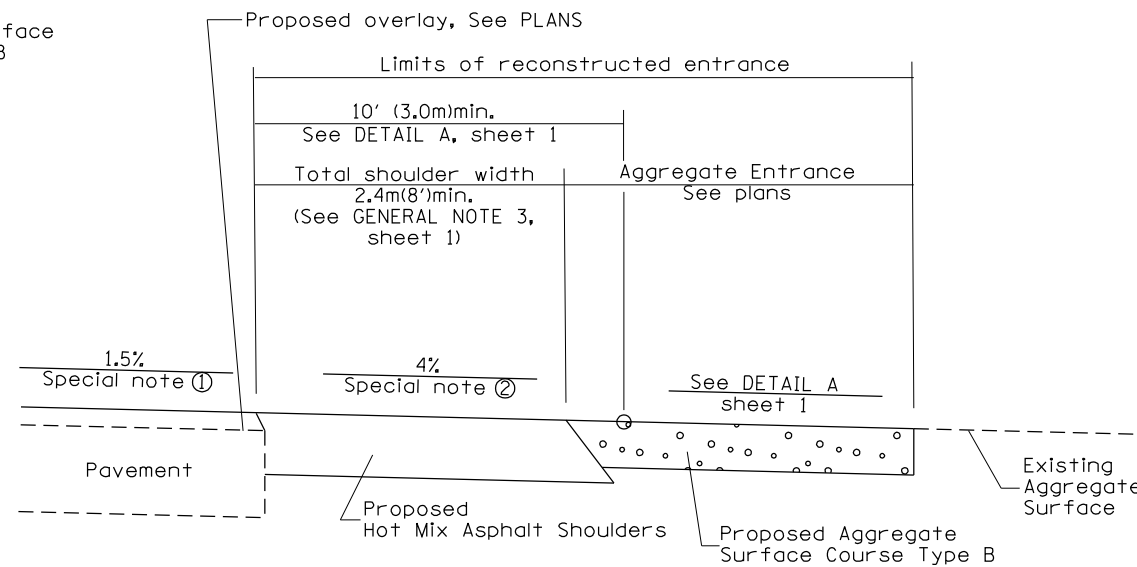 Proposed overlay, See PLANS
rface
B
Limits of reconstructed entrance
10' (3.0m)min.
See DETAIL A, sheet 1
Total shoulder width
2.4m(8')min.
(See GENERAL NOTE 3,
sheet 1)
Aggregate Entrance
See plans
1.5%
Special note ①
4%
Special note ②
See DETAIL A
sheet 1
Pavement
Proposed
Hot Mix Asphalt Shoulders
Proposed Aggregate
Surface Course Type B
Existing
Aggregate
Surface